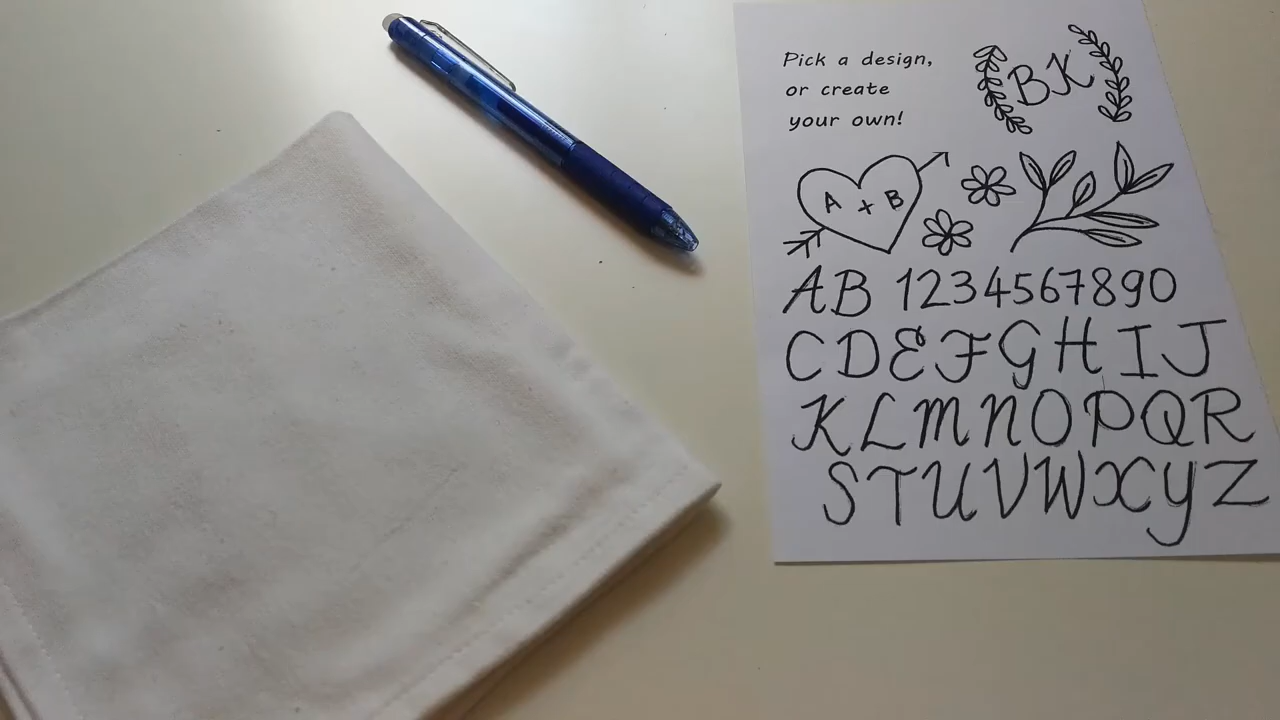 Pick a design,
or create
your own!
BK
A + B
AB 1234567890
CDEFGHIJ
KLMNOPQR
STUVWXYZ